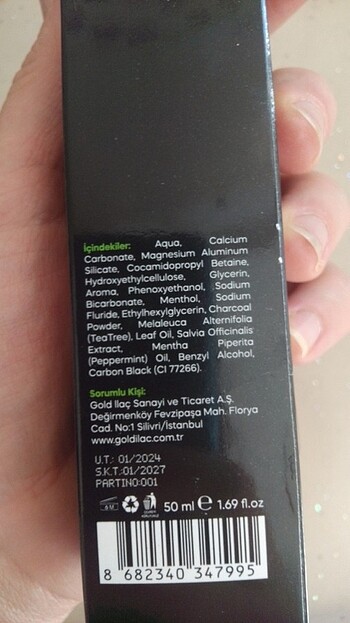 İçindekiler: Aqua, Calcium
Carbonate, Magnesium Aluminum
Silicate, Cocamidopropyl Betaine,
Hydroxyethylcellulose, Glycerin,
Aroma, Phenoxyethanol, Sodium
Bicarbonate, Menthol, Sodium
Fluride, Ethylhexylglycerin, Charcoal
Powder, Melaleuca Alternifolia
(TeaTree), Leaf Oil, Salvia Officinalis
Extract, Mentha Piperita
(Peppermint) Oil, Benzyl Alcohol,
Carbon Black (CI 77266).
Sorumlu Kişi:
Gold İlaç Sanayi ve Ticaret A.Ş.
Değirmenköy Fevzipaşa Mah. Florya
Cad. No:1 Silivri/İstanbul
www.goldilac.com.tr
U.T.: 01/2024
S.K.T.:01/2027
PARTINO:001
6M 50 ml e 1.69 fl.oz
8 682340 347995